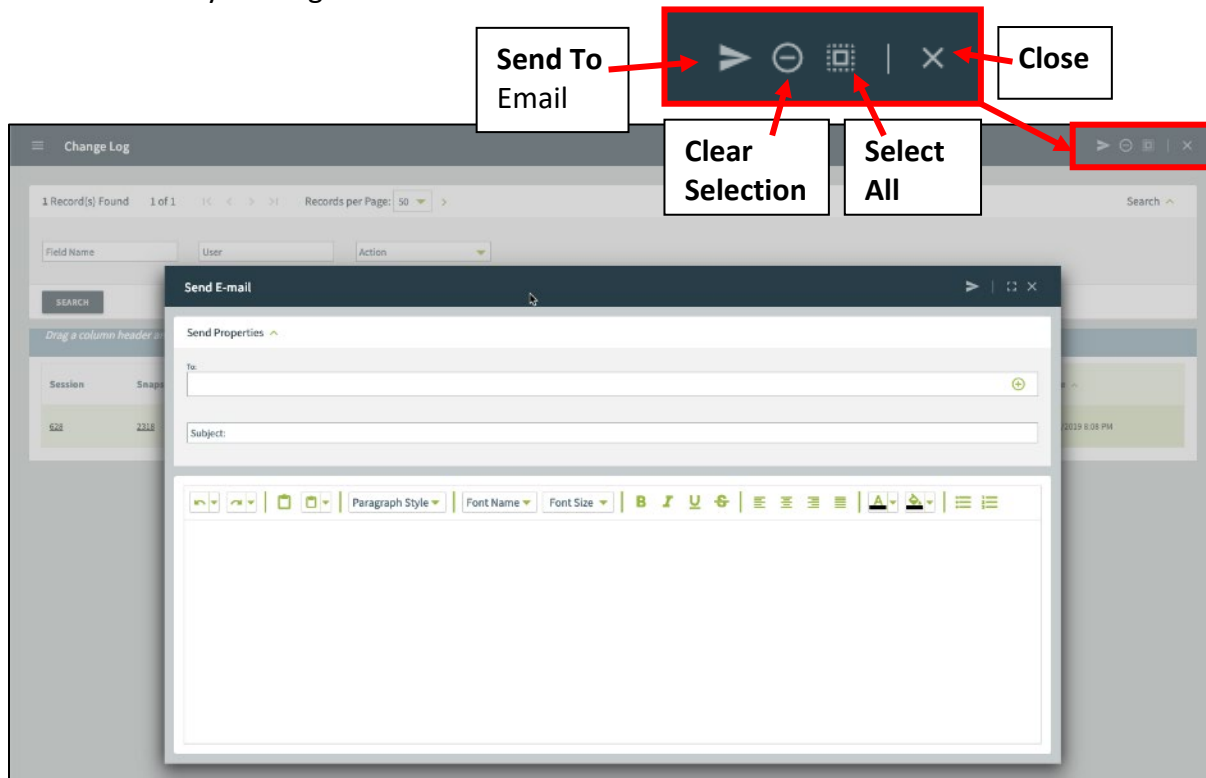 Send To
Email
Close
Clear
Selection
Select
All
Change Log
1 Record(s) Found 1 of 1 Records per Page: 50
Search
Field Name User Action
SEARCH
Send E-mail
Drag a column header
Send Properties
To:
Session
Subject:
628 2318 2019 8:08 PM
Paragraph Style Font Name Font Size B I U S A